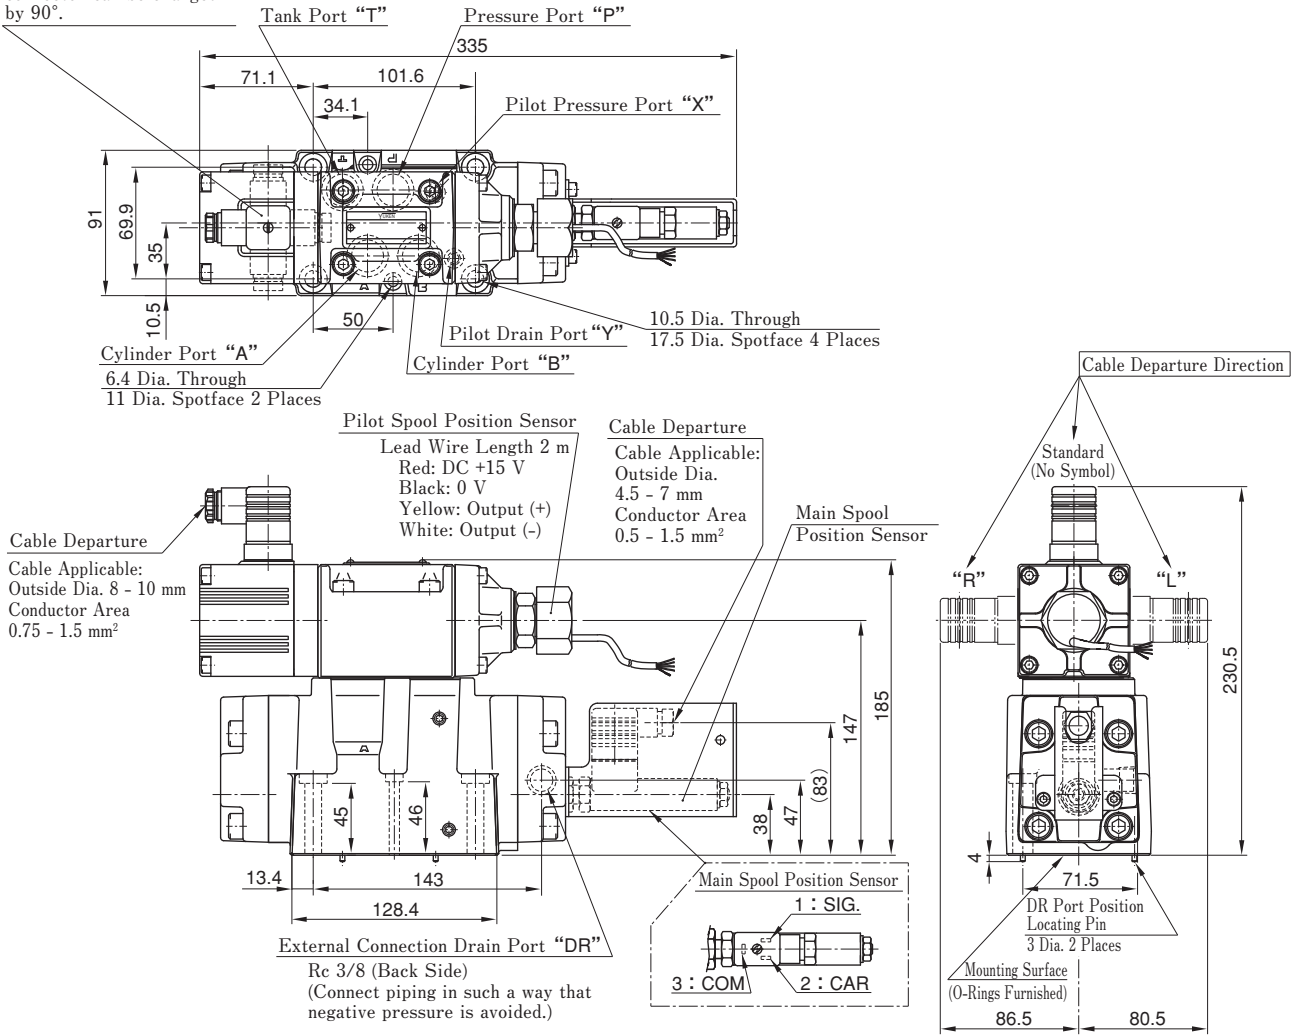 by 90°.
Tank Port "T"
Pressure Port "P"
335
71.1
101.6
34.1
Pilot Pressure Port "X"
T
P
91
69.9
35
10.5
YUKEN
A
B
50
Pilot Drain Port "Y"
10.5 Dia. Through
17.5 Dia. Spotface 4 Places
Cylinder Port "A"
Cylinder Port "B"
6.4 Dia. Through
11 Dia. Spotface 2 Places
Cable Departure Direction
Pilot Spool Position Sensor
Lead Wire Length 2 m
Red: DC +15 V
Black: 0 V
Yellow: Output (+)
White: Output (-)
Cable Departure
Cable Applicable:
Outside Dia.
4.5 - 7 mm
Conductor Area
0.5 - 1.5 mm²
Main Spool
Position Sensor
Standard
(No Symbol)
Cable Departure
Cable Applicable:
Outside Dia. 8 - 10 mm
Conductor Area
0.75 - 1.5 mm²
"R"
"L"
230.5
185
147
(83)
47
38
A
45
46
4
13.4
143
128.4
71.5
Main Spool Position Sensor
1 : SIG.
3 : COM
2 : CAR
DR Port Position
Locating Pin
3 Dia. 2 Places
External Connection Drain Port "DR"
Rc 3/8 (Back Side)
(Connect piping in such a way that
negative pressure is avoided.)
Mounting Surface
(O-Rings Furnished)
86.5
80.5